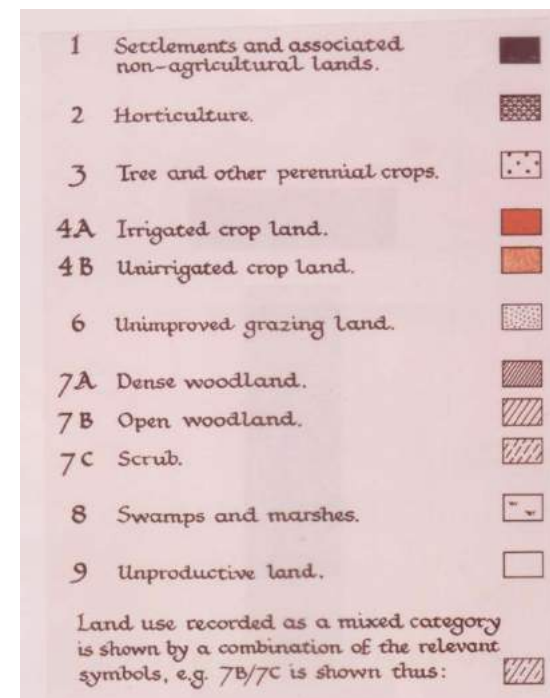 1 Settlements and associated
non-agricultural lands.
2 Horticulture.
3 Tree and other perennial crops.
4A Irrigated crop land.
4B Unirrigated crop land.
6 Unimproved grazing land.
7A Dense woodland.
7B Open woodland.
7C Scrub.
8 Swamps and marshes.
9 Unproductive land.
Land use recorded as a mixed category
is shown by a combination of the relevant
symbols, e.g. 7B/7C is shown thus: